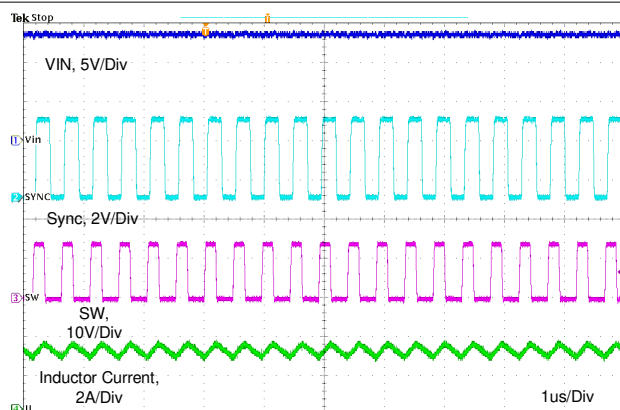 Tek Stop
VIN, 5V/Div
1 Vin
2 SYNC
Sync, 2V/Div
3 SW
SW,
10V/Div
Inductor Current,
2A/Div
1us/Div